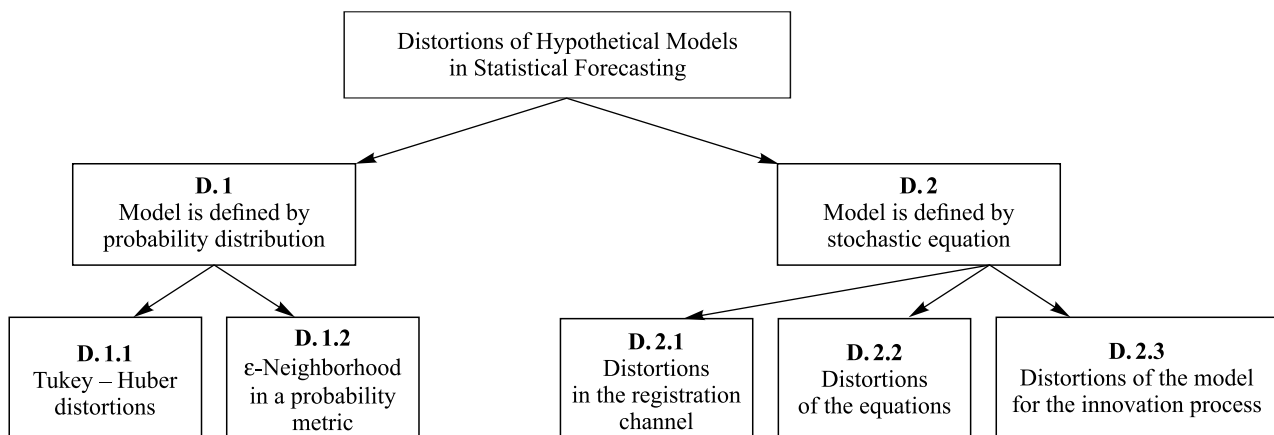 Distortions of Hypothetical Models
in Statistical Forecasting
D. 1
Model is defined by
probability distribution
D. 2
Model is defined by
stochastic equation
D. 1.1
Tukey – Huber
distortions
D. 1.2
ε-Neighborhood
in a probability
metric
D. 2.1
Distortions
in the registration
channel
D. 2.2
Distortions
of the equations
D. 2.3
Distortions of the model
for the innovation process